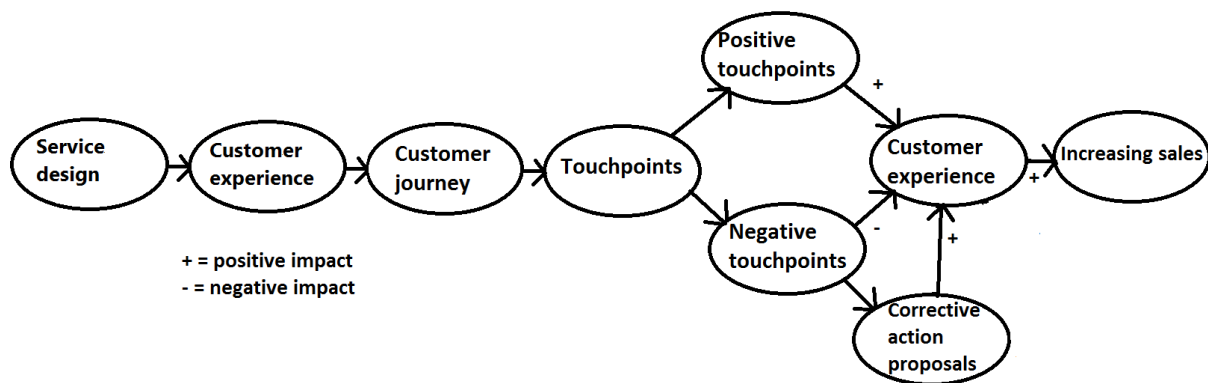 Positive
touchpoints
+
Service
design
Customer
experience
Customer
journey
Touchpoints
Customer
experience
+
Increasing sales
Negative
touchpoints
-
+
+ = positive impact
- = negative impact
Corrective
action
proposals